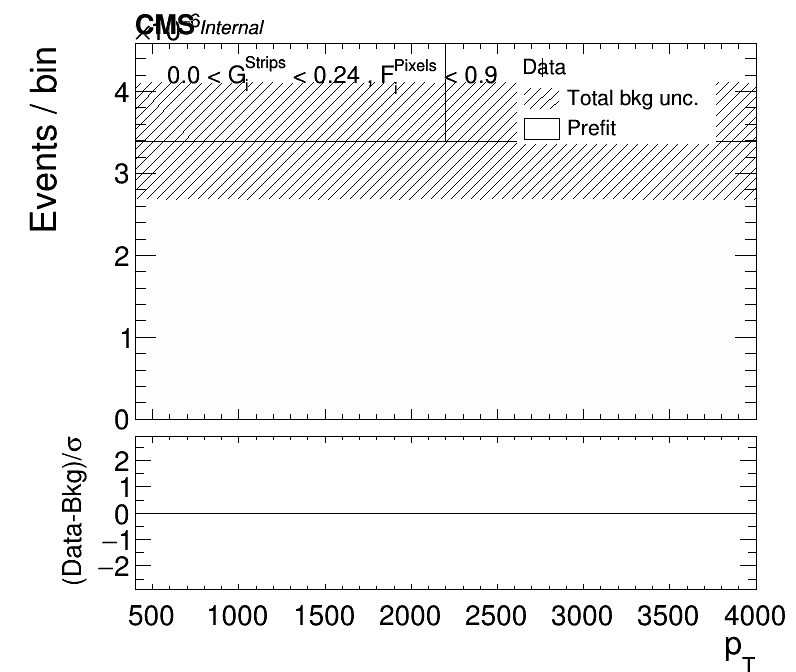 CMS Internal
×10⁶
0.0 < G_i^Strips < 0.24 , F_i^Pixels < 0.9
Data
Total bkg unc.
Prefit
Events / bin
4
3
2
1
0
(Data-Bkg)/σ
2
1
0
−1
−2
500 1000 1500 2000 2500 3000 3500 4000
p_T